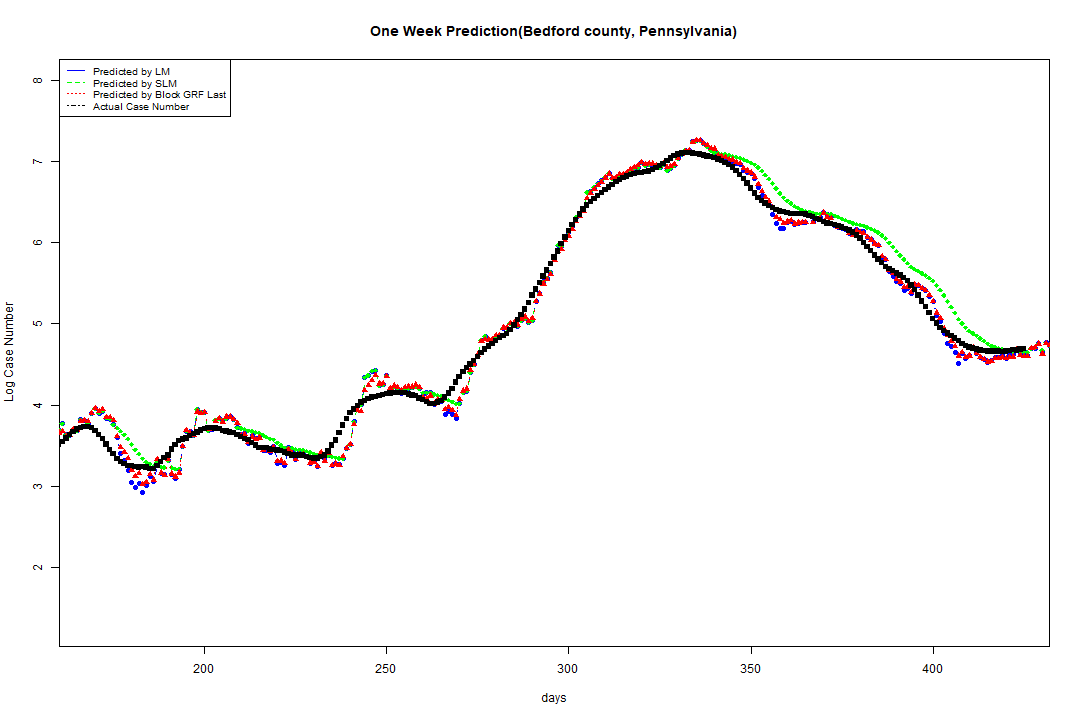 One Week Prediction(Bedford county, Pennsylvania)
Predicted by LM
Predicted by SLM
Predicted by Block GRF Last
Actual Case Number
8
7
6
5
4
3
2
Log Case Number
200 250 300 350 400
days